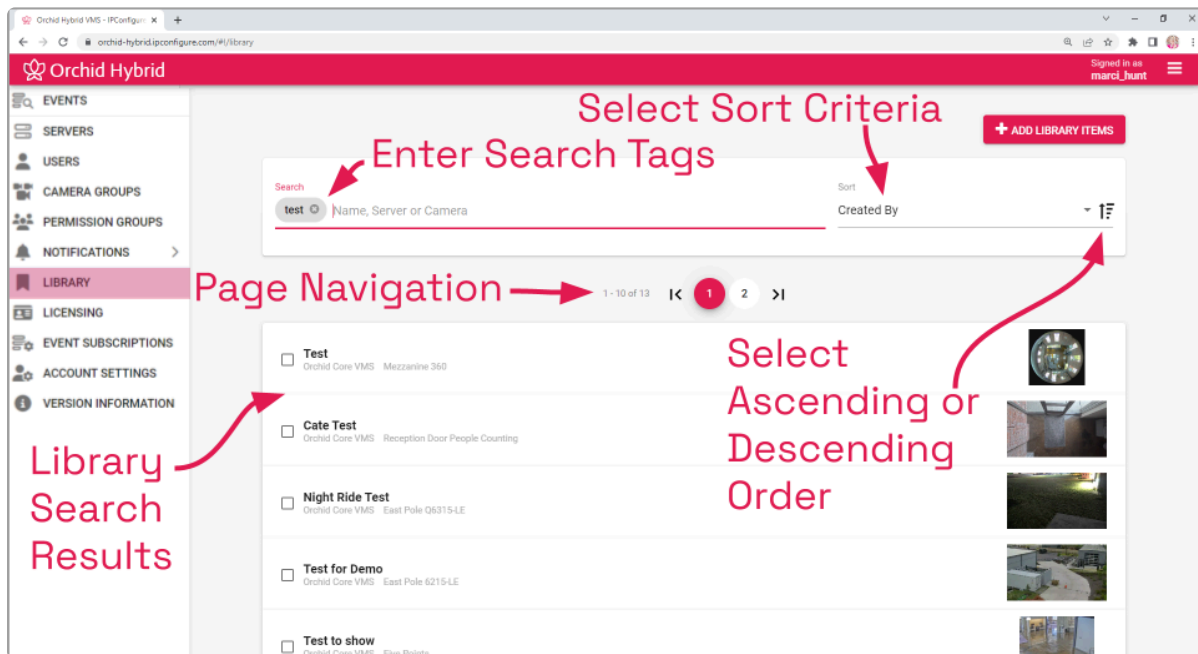 Orchid Hybrid VMS - IPConfigure
orchid-hybrid.ipconfigure.com/#!/library
Orchid Hybrid
Signed in as
marci_hunt
EVENTS
SERVERS
USERS
CAMERA GROUPS
PERMISSION GROUPS
NOTIFICATIONS
LIBRARY
LICENSING
EVENT SUBSCRIPTIONS
ACCOUNT SETTINGS
VERSION INFORMATION
Select Sort Criteria
+ ADD LIBRARY ITEMS
Enter Search Tags
Search
test
Name, Server or Camera
Sort
Created By
Page Navigation
1 - 10 of 13
1
2
Select
Ascending or
Descending
Order
Library
Search
Results
Test
Orchid Core VMS Mezzanine 360
Cate Test
Orchid Core VMS Reception Door People Counting
Night Ride Test
Orchid Core VMS East Pole Q6315-LE
Test for Demo
Orchid Core VMS East Pole 6215-LE
Test to show
Orchid Core VMS Five Points